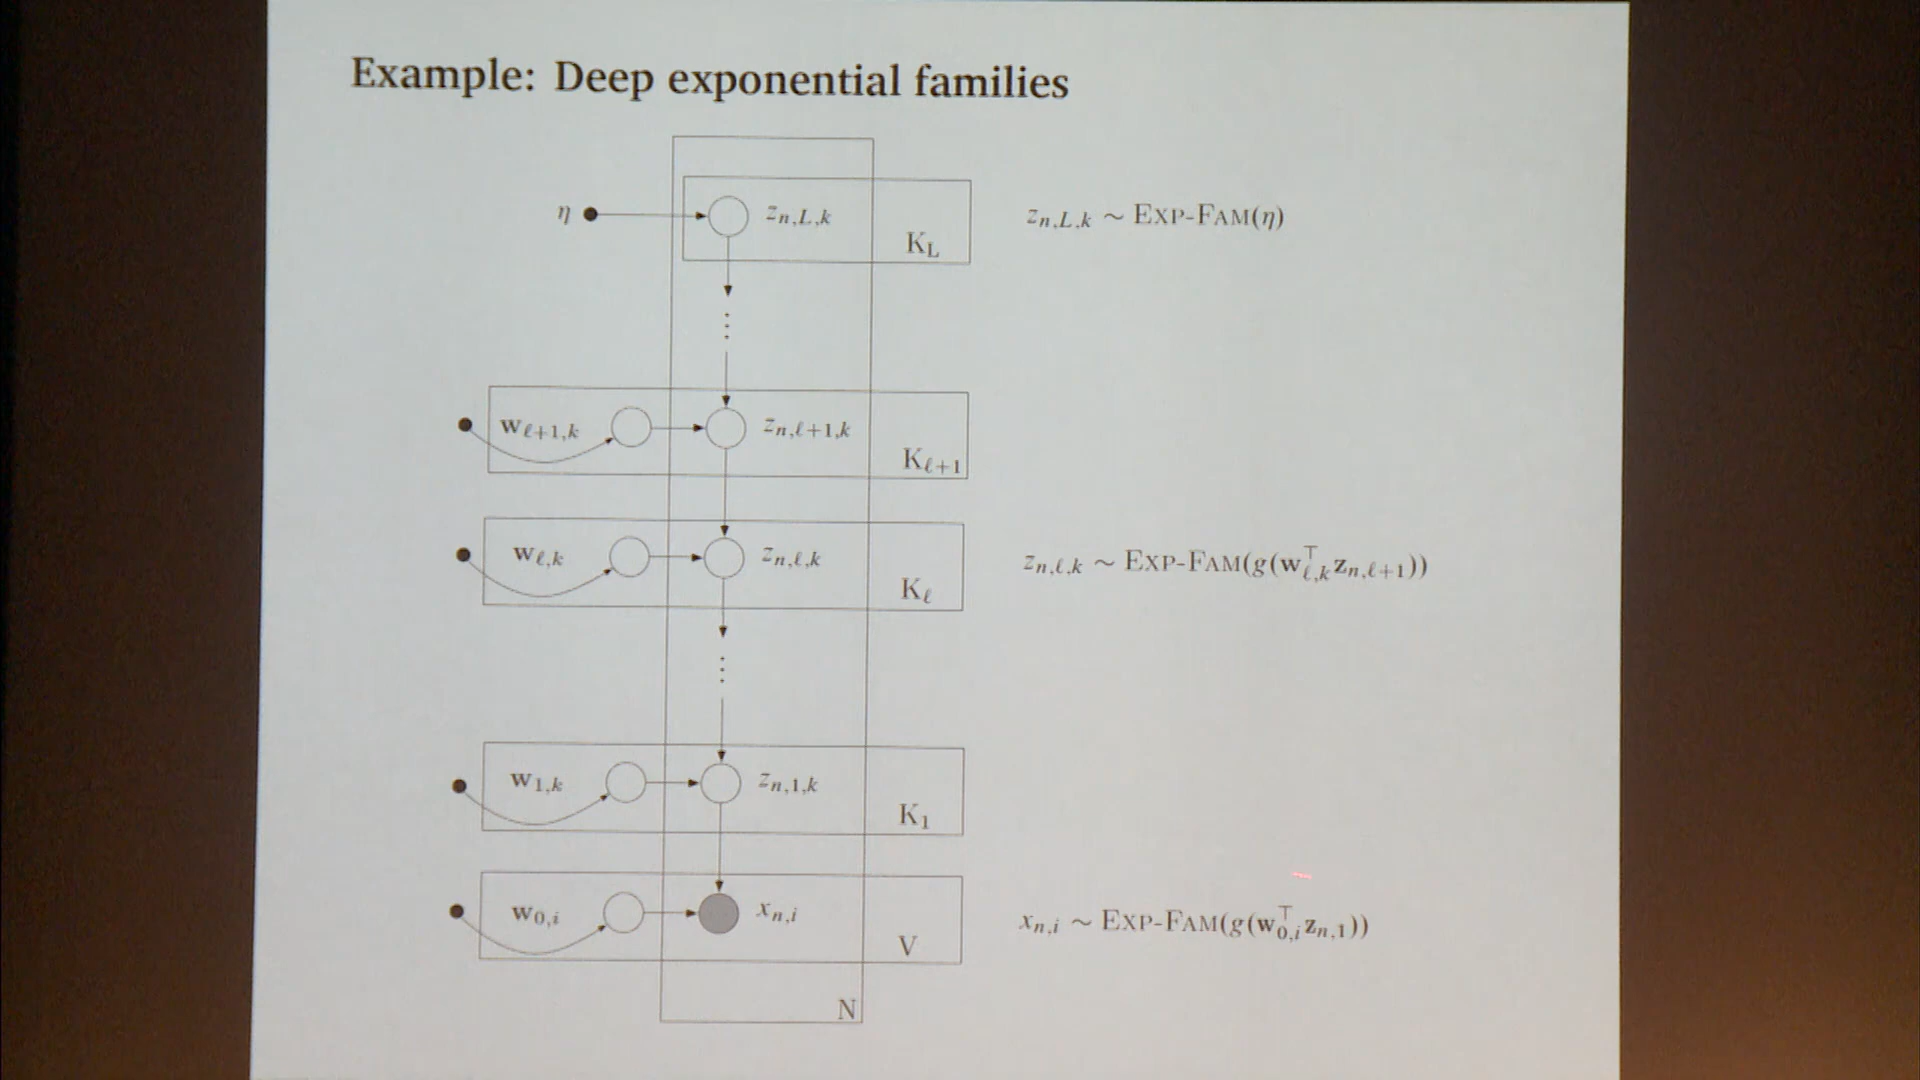 Example: Deep exponential families
η
z_{n,L,k}
K_L
z_{n,L,k} ∼ EXP-FAM(η)
w_{ℓ+1,k}
z_{n,ℓ+1,k}
K_{ℓ+1}
w_{ℓ,k}
z_{n,ℓ,k}
K_ℓ
z_{n,ℓ,k} ∼ EXP-FAM(g(w_{ℓ,k}^⊤ z_{n,ℓ+1}))
w_{1,k}
z_{n,1,k}
K_1
w_{0,i}
x_{n,i}
V
x_{n,i} ∼ EXP-FAM(g(w_{0,i}^⊤ z_{n,1}))
N